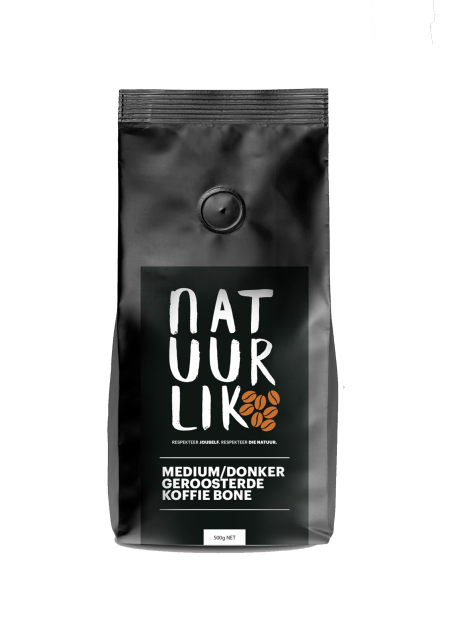 NAT
UUR
LIK
RESPEKTEER JOUSELF. RESPEKTEER DIE NATUUR.
MEDIUM/DONKER
GEROOSTERDE
KOFFIE BONE
500g NET